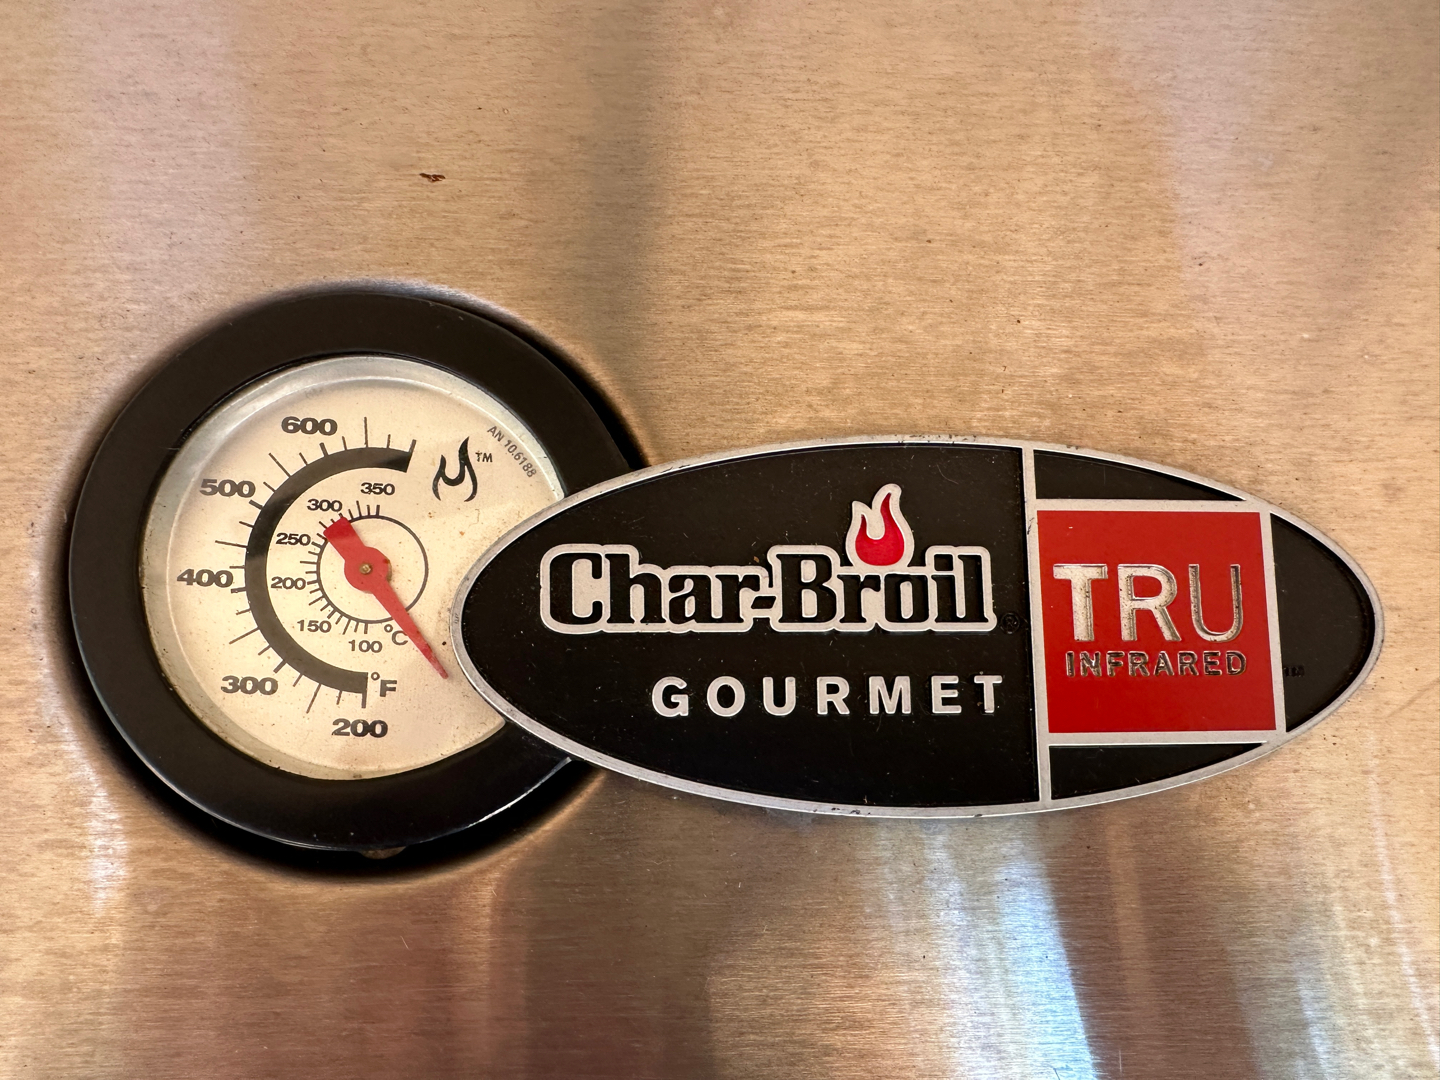 600
500
400
300
200
°F
350
300
250
200
150
100
°C
TM
AN 10.6188
Char-Broil®
GOURMET
TRU
INFRARED